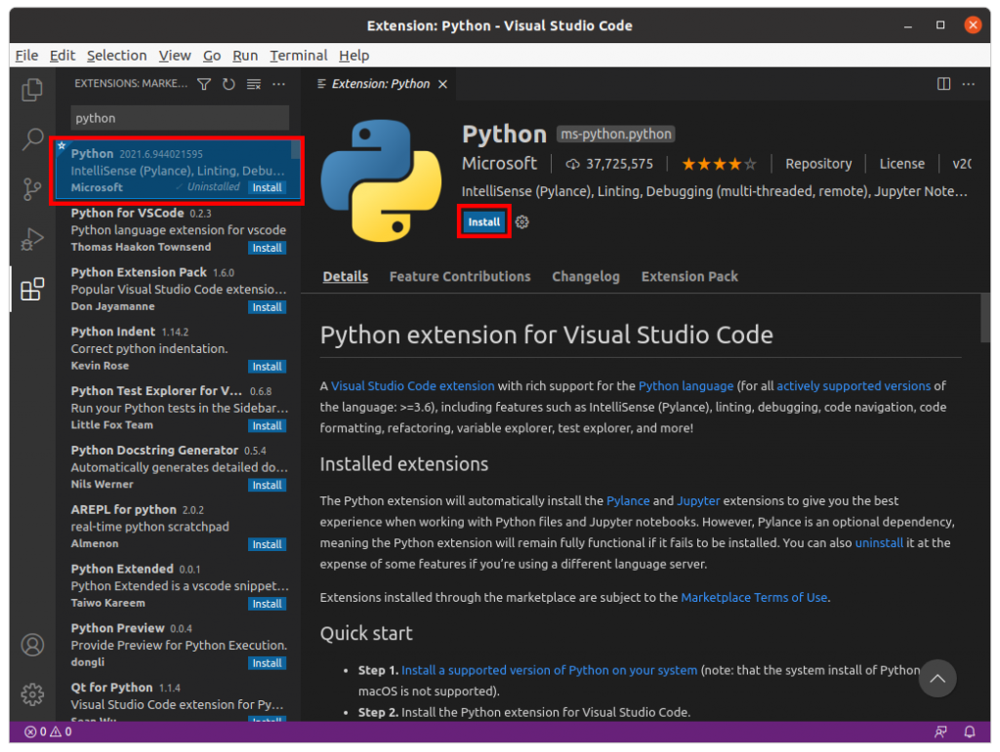 Extension: Python - Visual Studio Code
File Edit Selection View Go Run Terminal Help
EXTENSIONS: MARKE...
python
Python 2021.6.944021595
IntelliSense (Pylance), Linting, Debu...
Microsoft Uninstalled Install
Python for VSCode 0.2.3
Python language extension for vscode
Thomas Haakon Townsend Install
Python Extension Pack 1.6.0
Popular Visual Studio Code extensio...
Don Jayamanne Install
Python Indent 1.14.2
Correct python indentation.
Kevin Rose Install
Python Test Explorer for V... 0.6.8
Run your Python tests in the Sidebar...
Little Fox Team Install
Python Docstring Generator 0.5.4
Automatically generates detailed do...
Nils Werner Install
AREPL for python 2.0.2
real-time python scratchpad
Almenon Install
Python Extended 0.0.1
Python Extended is a vscode snippet...
Taiwo Kareem Install
Python Preview 0.0.4
Provide Preview for Python Execution.
dongli Install
Qt for Python 1.1.4
Visual Studio Code extension for Py...
Sean Wu Install
Extension: Python
Python ms-python.python
Microsoft 37,725,575 Repository License v20
IntelliSense (Pylance), Linting, Debugging (multi-threaded, remote), Jupyter Note...
Install
Details Feature Contributions Changelog Extension Pack
Python extension for Visual Studio Code
A Visual Studio Code extension with rich support for the Python language (for all actively supported versions of
the language: >=3.6), including features such as IntelliSense (Pylance), linting, debugging, code navigation, code
formatting, refactoring, variable explorer, test explorer, and more!
Installed extensions
The Python extension will automatically install the Pylance and Jupyter extensions to give you the best
experience when working with Python files and Jupyter notebooks. However, Pylance is an optional dependency,
meaning the Python extension will remain fully functional if it fails to be installed. You can also uninstall it at the
expense of some features if you're using a different language server.
Extensions installed through the marketplace are subject to the Marketplace Terms of Use.
Quick start
• Step 1. Install a supported version of Python on your system (note: that the system install of Python
macOS is not supported).
• Step 2. Install the Python extension for Visual Studio Code.
0 0